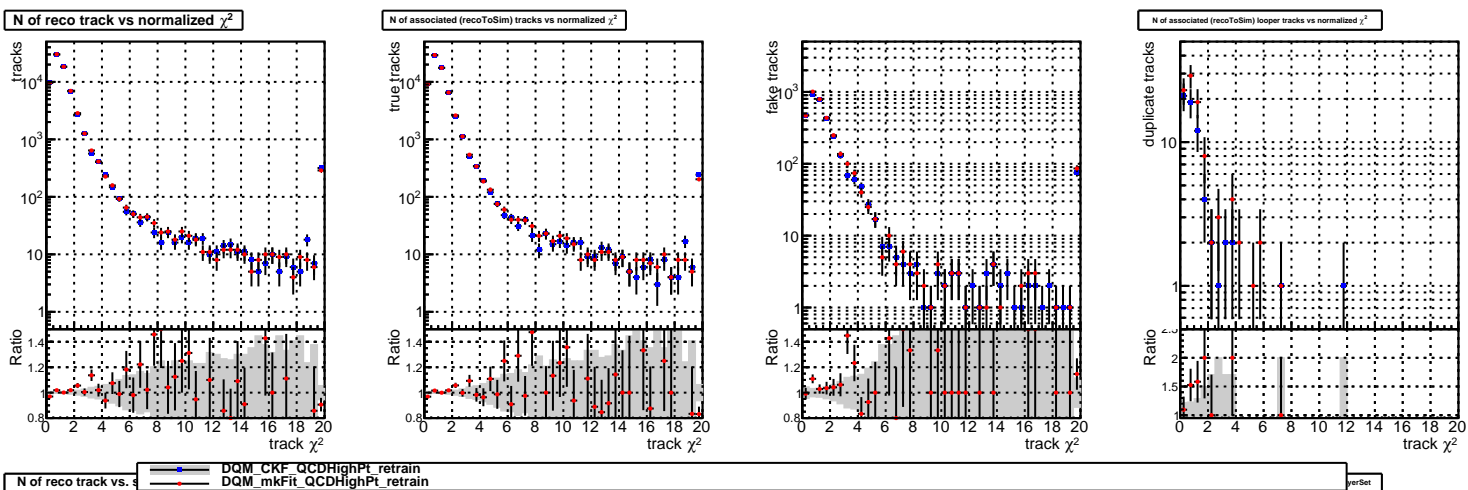 N of reco track vs normalized χ²
N of associated (recoToSim) tracks vs normalized χ²
N of associated (recoToSim) looper tracks vs normalized χ²
tracks
10⁴
10³
10²
10
1
Ratio
1.4
1.2
1
0.8
0 2 4 6 8 10 12 14 16 18 20
track χ²
true tracks
10⁴
10³
10²
10
1
Ratio
1.4
1.2
1
0.8
0 2 4 6 8 10 12 14 16 18 20
track χ²
fake tracks
10³
10²
10
1
Ratio
1.4
1.2
1
0.8
0 2 4 6 8 10 12 14 16 18 20
track χ²
duplicate tracks
10
1
Ratio
2.5
2
1.5
1
0 2 4 6 8 10 12 14 16 18 20
track χ²
DQM_CKF_QCDHighPt_retrain
DQM_mkFit_QCDHighPt_retrain
N of reco track vs. s
yerSet